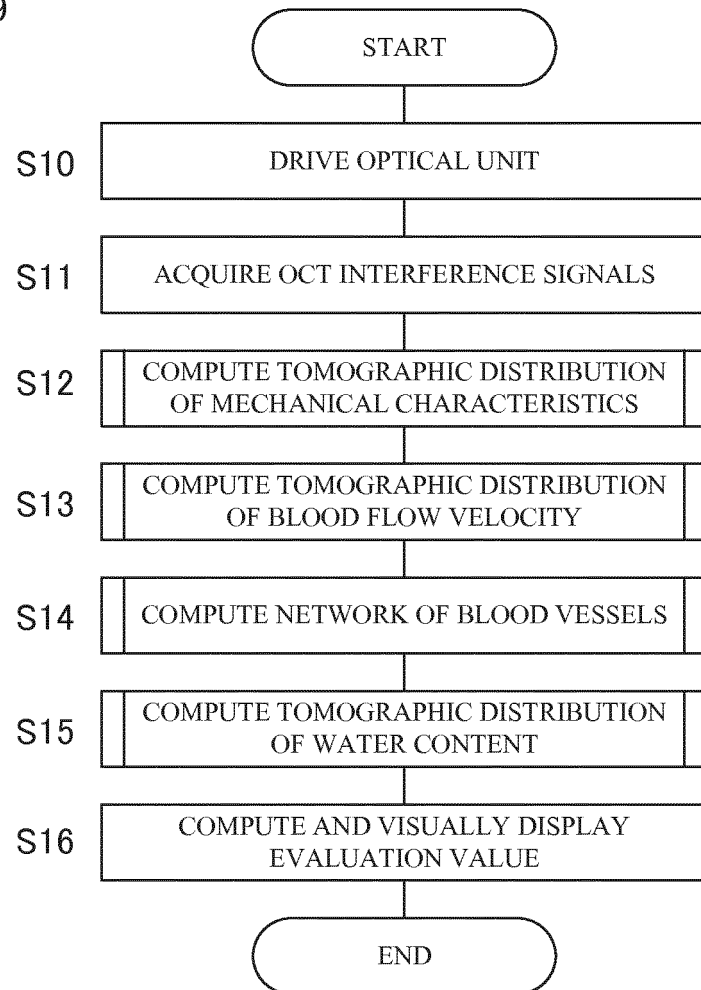 9
START
S10
DRIVE OPTICAL UNIT
S11
ACQUIRE OCT INTERFERENCE SIGNALS
S12
COMPUTE TOMOGRAPHIC DISTRIBUTION
OF MECHANICAL CHARACTERISTICS
S13
COMPUTE TOMOGRAPHIC DISTRIBUTION
OF BLOOD FLOW VELOCITY
S14
COMPUTE NETWORK OF BLOOD VESSELS
S15
COMPUTE TOMOGRAPHIC DISTRIBUTION
OF WATER CONTENT
S16
COMPUTE AND VISUALLY DISPLAY
EVALUATION VALUE
END